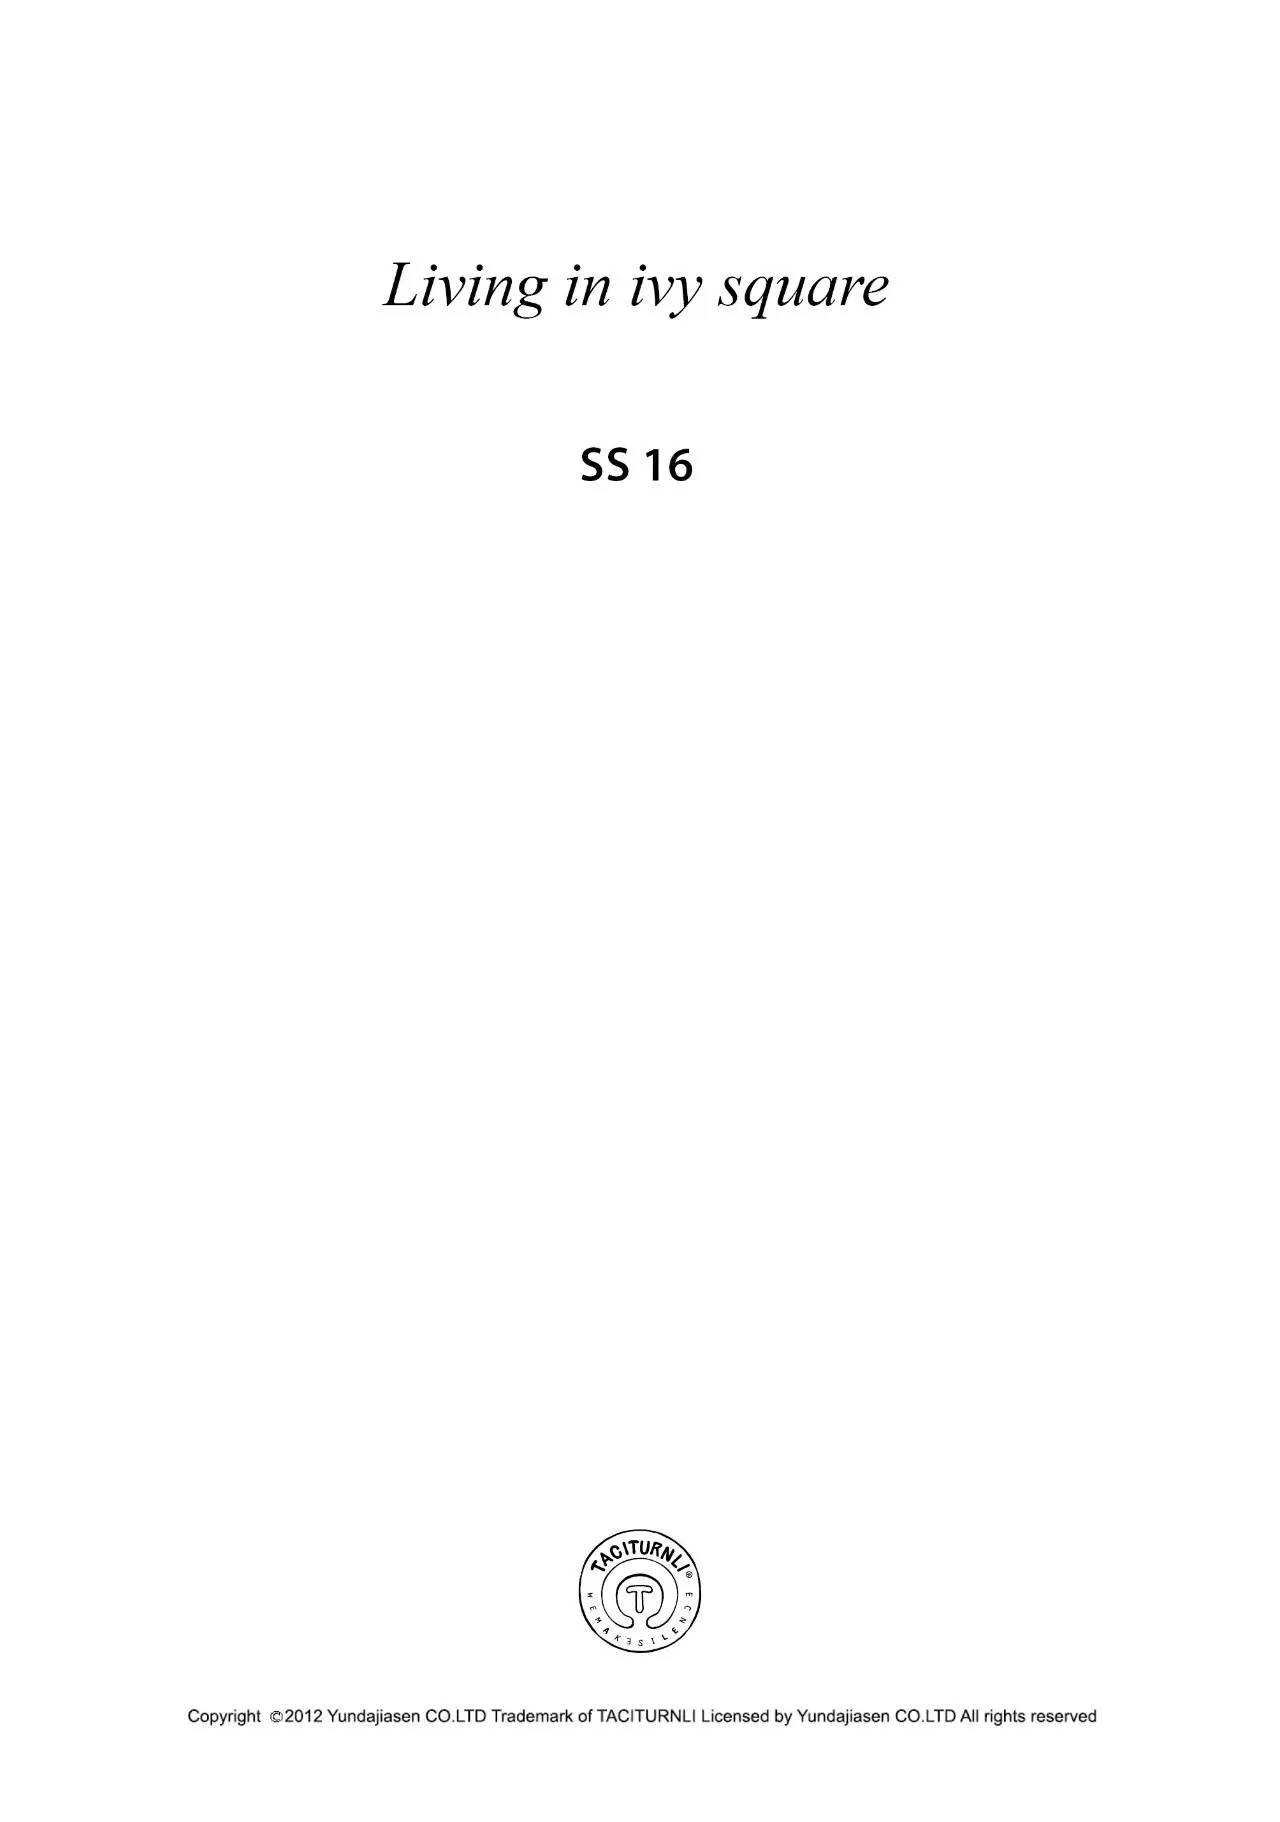 Living in ivy square
SS 16
TACITURNLI®
T
WEMAKESILENCE
Copyright ©2012 Yundajiasen CO.LTD Trademark of TACITURNLI Licensed by Yundajiasen CO.LTD All rights reserved